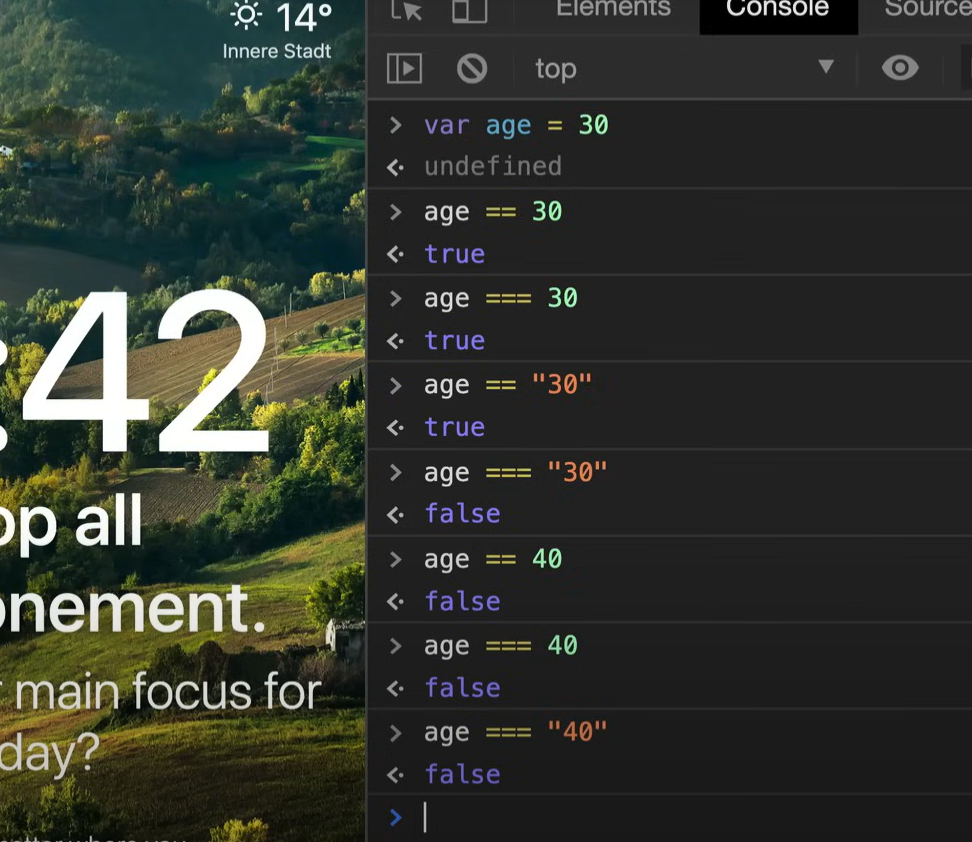 14°
Innere Stadt
:42
op all
onement.
main focus for
day?
Elements Console Source
top
> var age = 30
<· undefined
> age == 30
<· true
> age === 30
<· true
> age == "30"
<· true
> age === "30"
<· false
> age == 40
<· false
> age === 40
<· false
> age === "40"
<· false
>